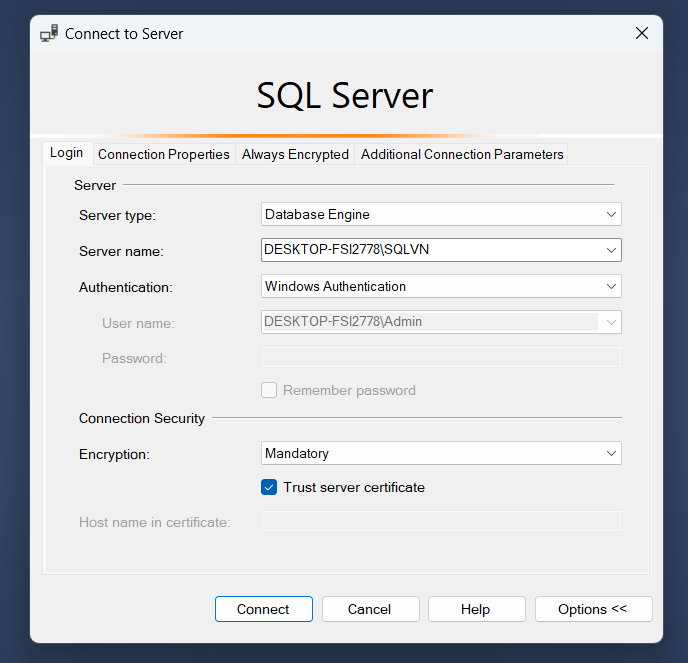 Connect to Server
SQL Server
Login Connection Properties Always Encrypted Additional Connection Parameters
Server
Server type: Database Engine
Server name: DESKTOP-FSI2778\SQLVN
Authentication: Windows Authentication
User name: DESKTOP-FSI2778\Admin
Password:
Remember password
Connection Security
Encryption: Mandatory
Trust server certificate
Host name in certificate:
Connect Cancel Help Options <<